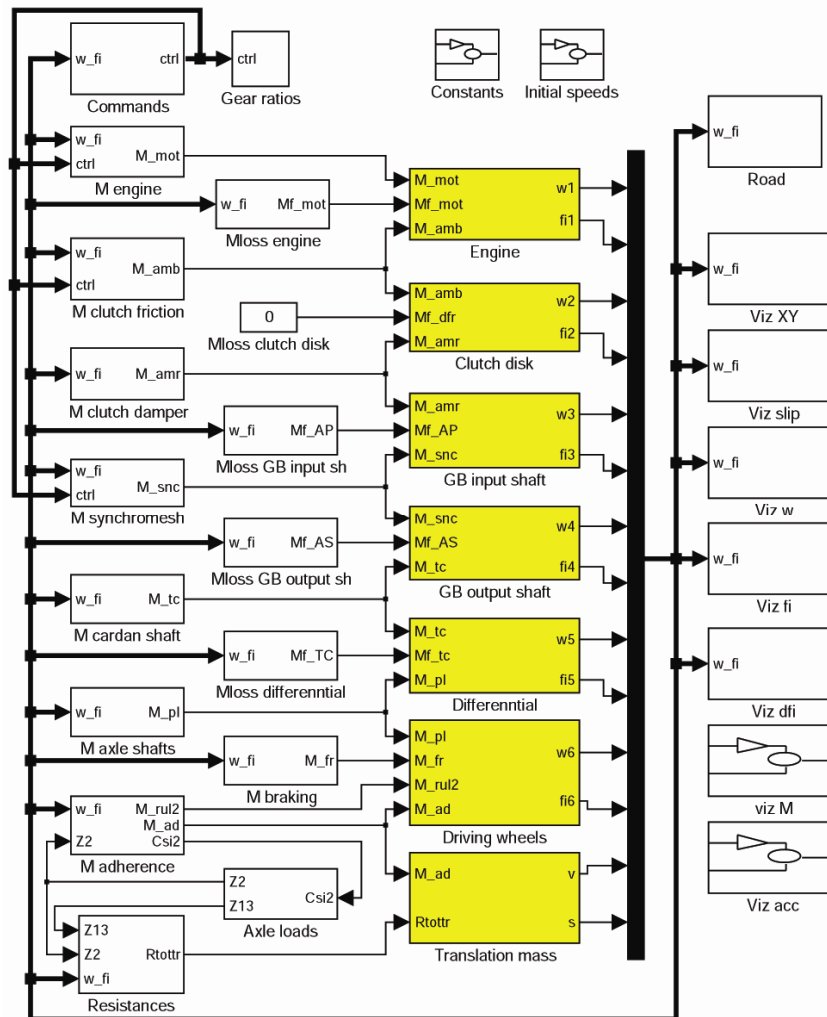 w_fi
ctrl
Commands
ctrl
Gear ratios
Constants
Initial speeds
w_fi
Road
w_fi
ctrl
M_mot
M engine
w_fi
Mf_mot
Mloss engine
M_mot
Mf_mot
M_amb
w1
fi1
Engine
w_fi
ctrl
M_amb
M clutch friction
0
Mloss clutch disk
M_amb
Mf_dfr
M_amr
w2
fi2
Clutch disk
w_fi
Viz XY
w_fi
M_amr
M clutch damper
w_fi
Mf_AP
Mloss GB input sh
M_amr
Mf_AP
M_snc
w3
fi3
GB input shaft
w_fi
Viz slip
w_fi
ctrl
M_snc
M synchromesh
w_fi
Mf_AS
Mloss GB output sh
M_snc
Mf_AS
M_tc
w4
fi4
GB output shaft
w_fi
Viz w
w_fi
Viz fi
w_fi
M_tc
M cardan shaft
w_fi
Mf_TC
Mloss differenntial
M_tc
Mf_tc
M_pl
w5
fi5
Differenntial
w_fi
Viz dfi
w_fi
M_pl
M axle shafts
w_fi
M_fr
M braking
M_pl
M_fr
M_rul2
M_ad
w6
fi6
Driving wheels
viz M
w_fi
Z2
M_rul2
M_ad
Csi2
M adherence
Z2
Z13
Csi2
Axle loads
M_ad
Rtottr
v
s
Translation mass
Viz acc
Z13
Z2
w_fi
Rtottr
Resistances